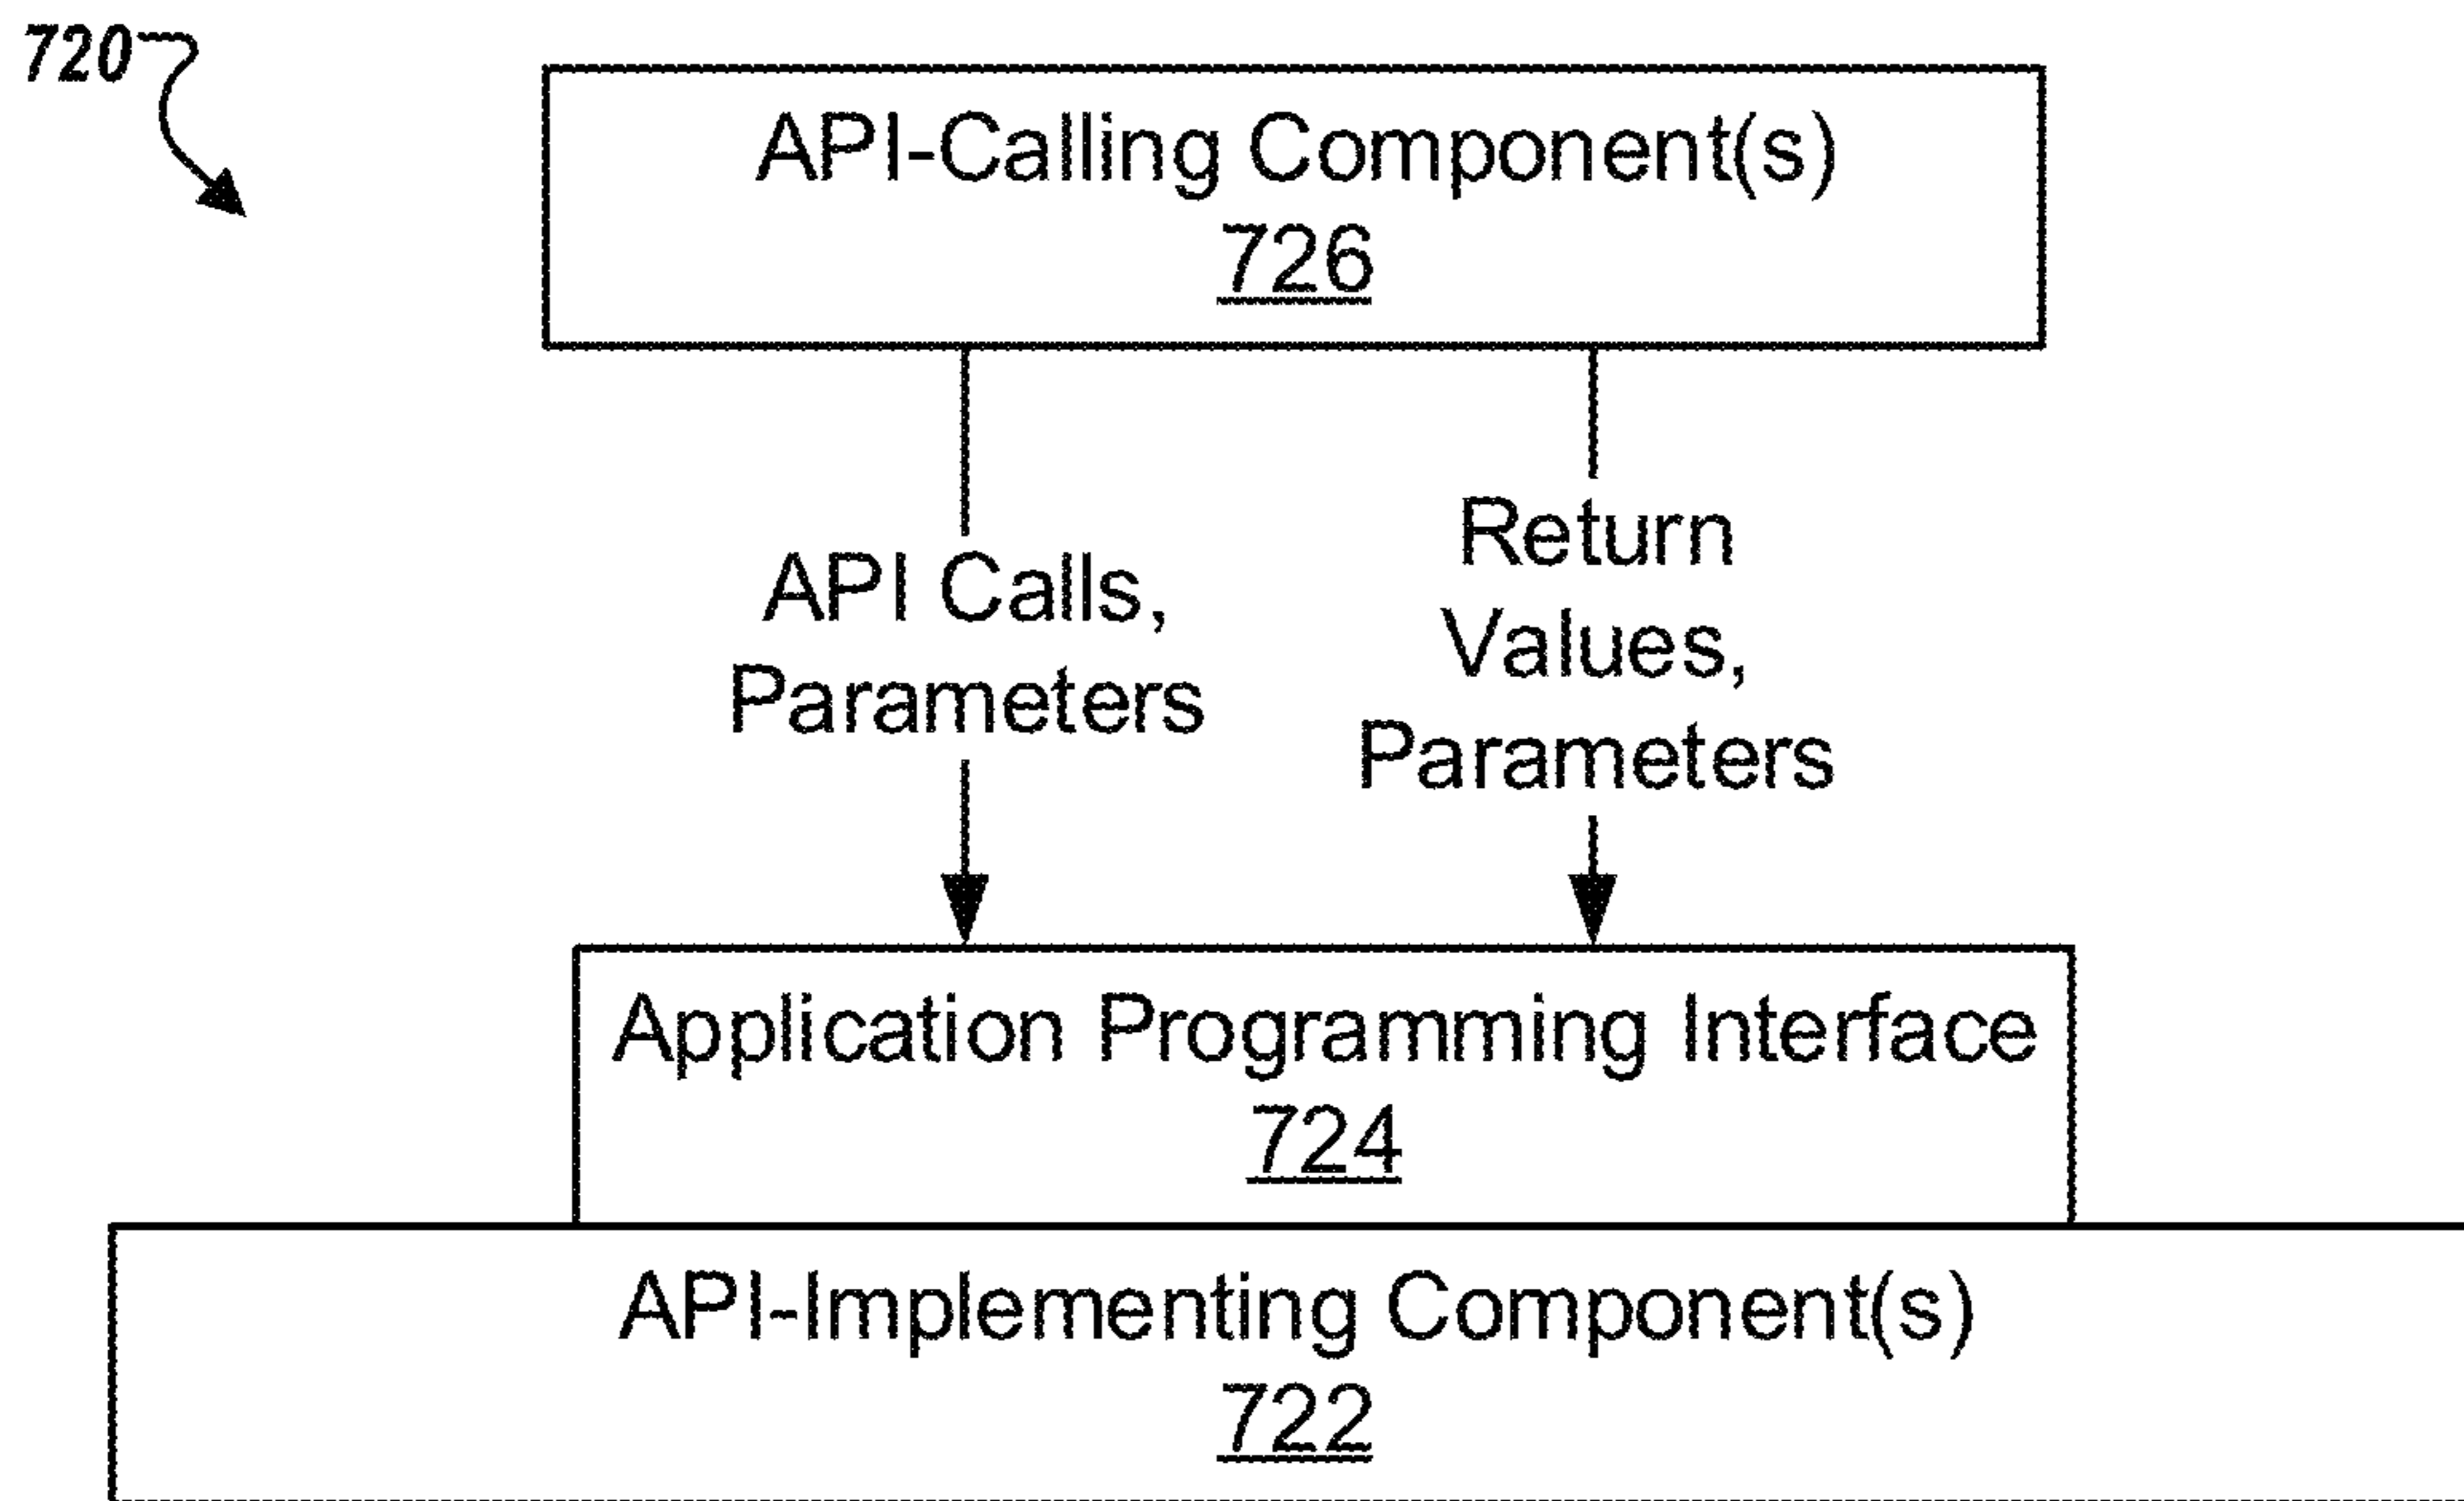 720
API-Calling Component(s)
726
API Calls,
Parameters
Return
Values,
Parameters
Application Programming Interface
724
API-Implementing Component(s)
722